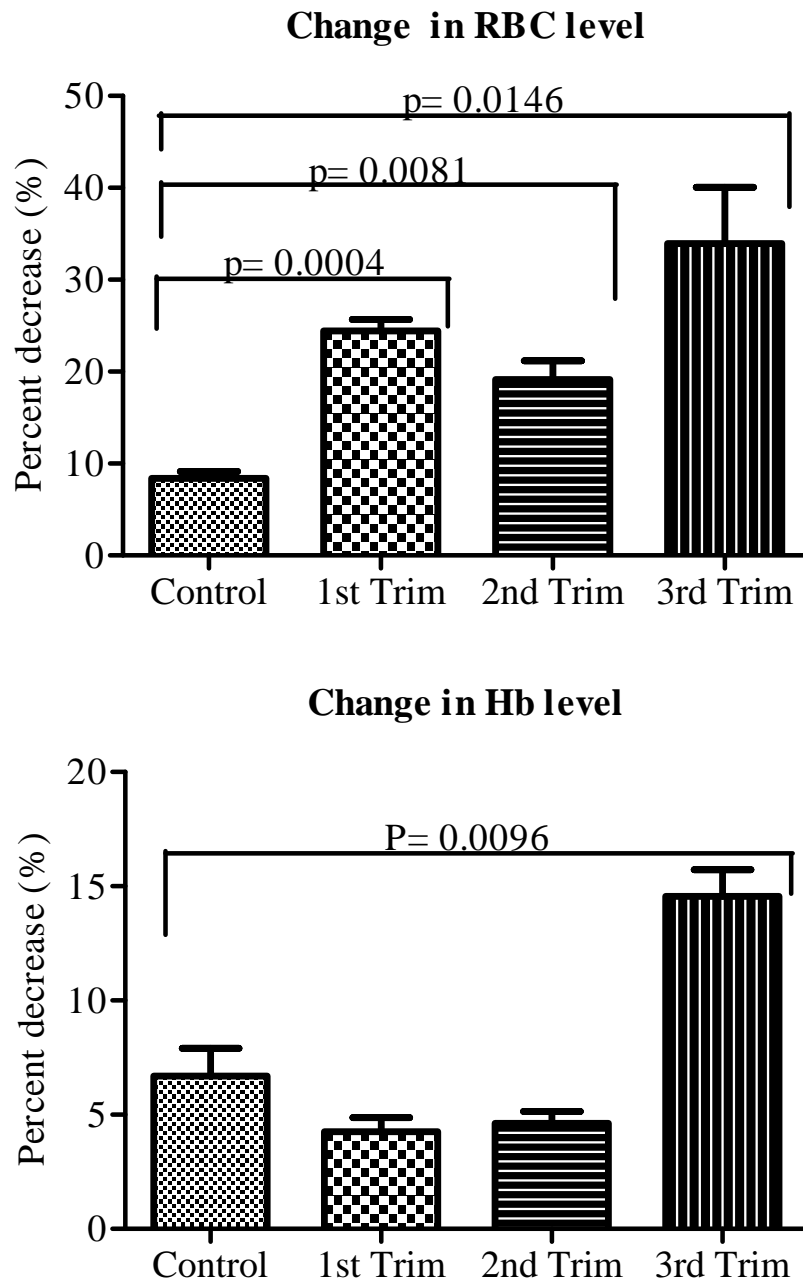 Change in RBC level
Percent decrease (%)
50
40
30
20
10
0
p= 0.0146
p= 0.0081
p= 0.0004
Control 1st Trim 2nd Trim 3rd Trim
Change in Hb level
Percent decrease (%)
20
15
10
5
0
P= 0.0096
Control 1st Trim 2nd Trim 3rd Trim